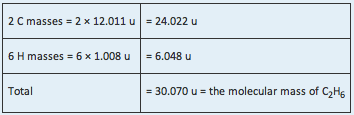 2 C masses = 2 × 12.011 u = 24.022 u
6 H masses = 6 × 1.008 u = 6.048 u
Total = 30.070 u = the molecular mass of C₂H₆